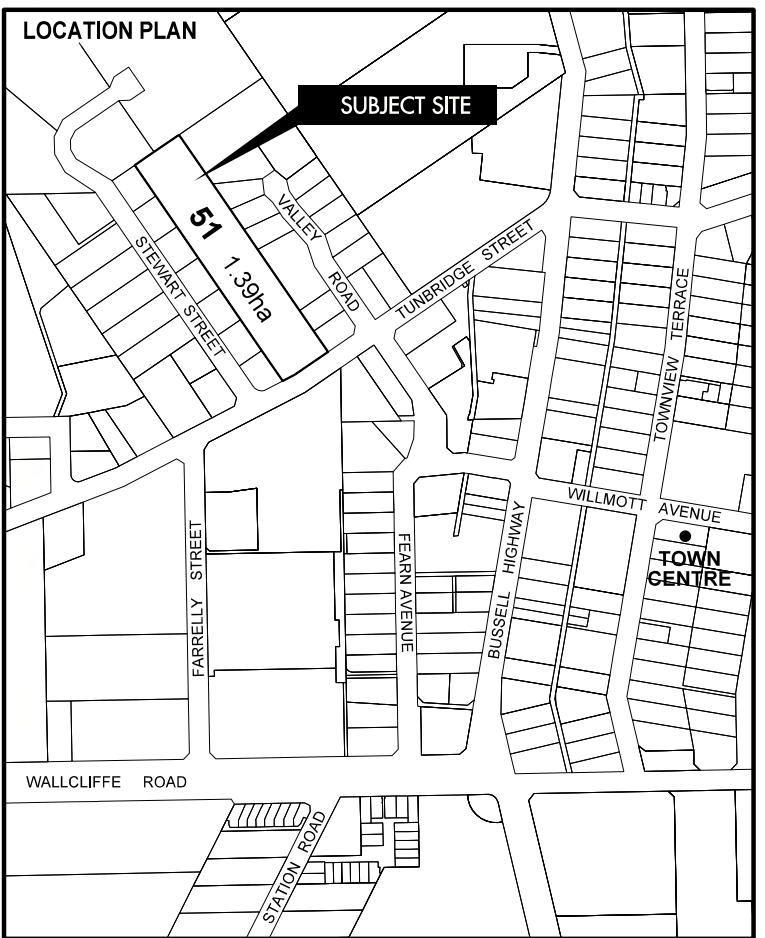 LOCATION PLAN
SUBJECT SITE
51 1.39ha
STEWART STREET
VALLEY ROAD
TUNBRIDGE STREET
TOWNVIEW TERRACE
WILLMOTT AVENUE
TOWN
CENTRE
BUSSELL HIGHWAY
FEARN AVENUE
FARRELLY STREET
WALLCLIFFE ROAD
STATION ROAD